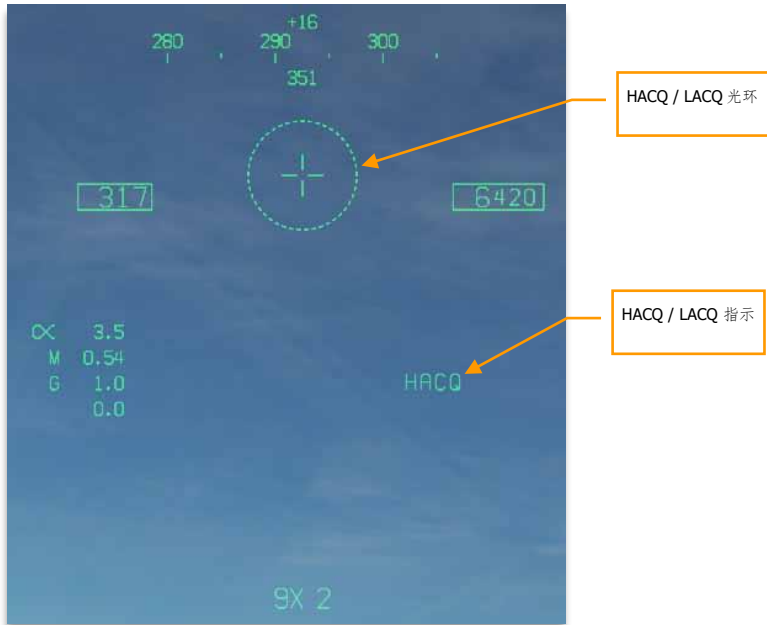 +16
280 290 300
351
HACQ / LACQ 光环
317 6420
HACQ / LACQ 指示
α 3.5
M 0.54
G 1.0
0.0
HACQ
9X 2